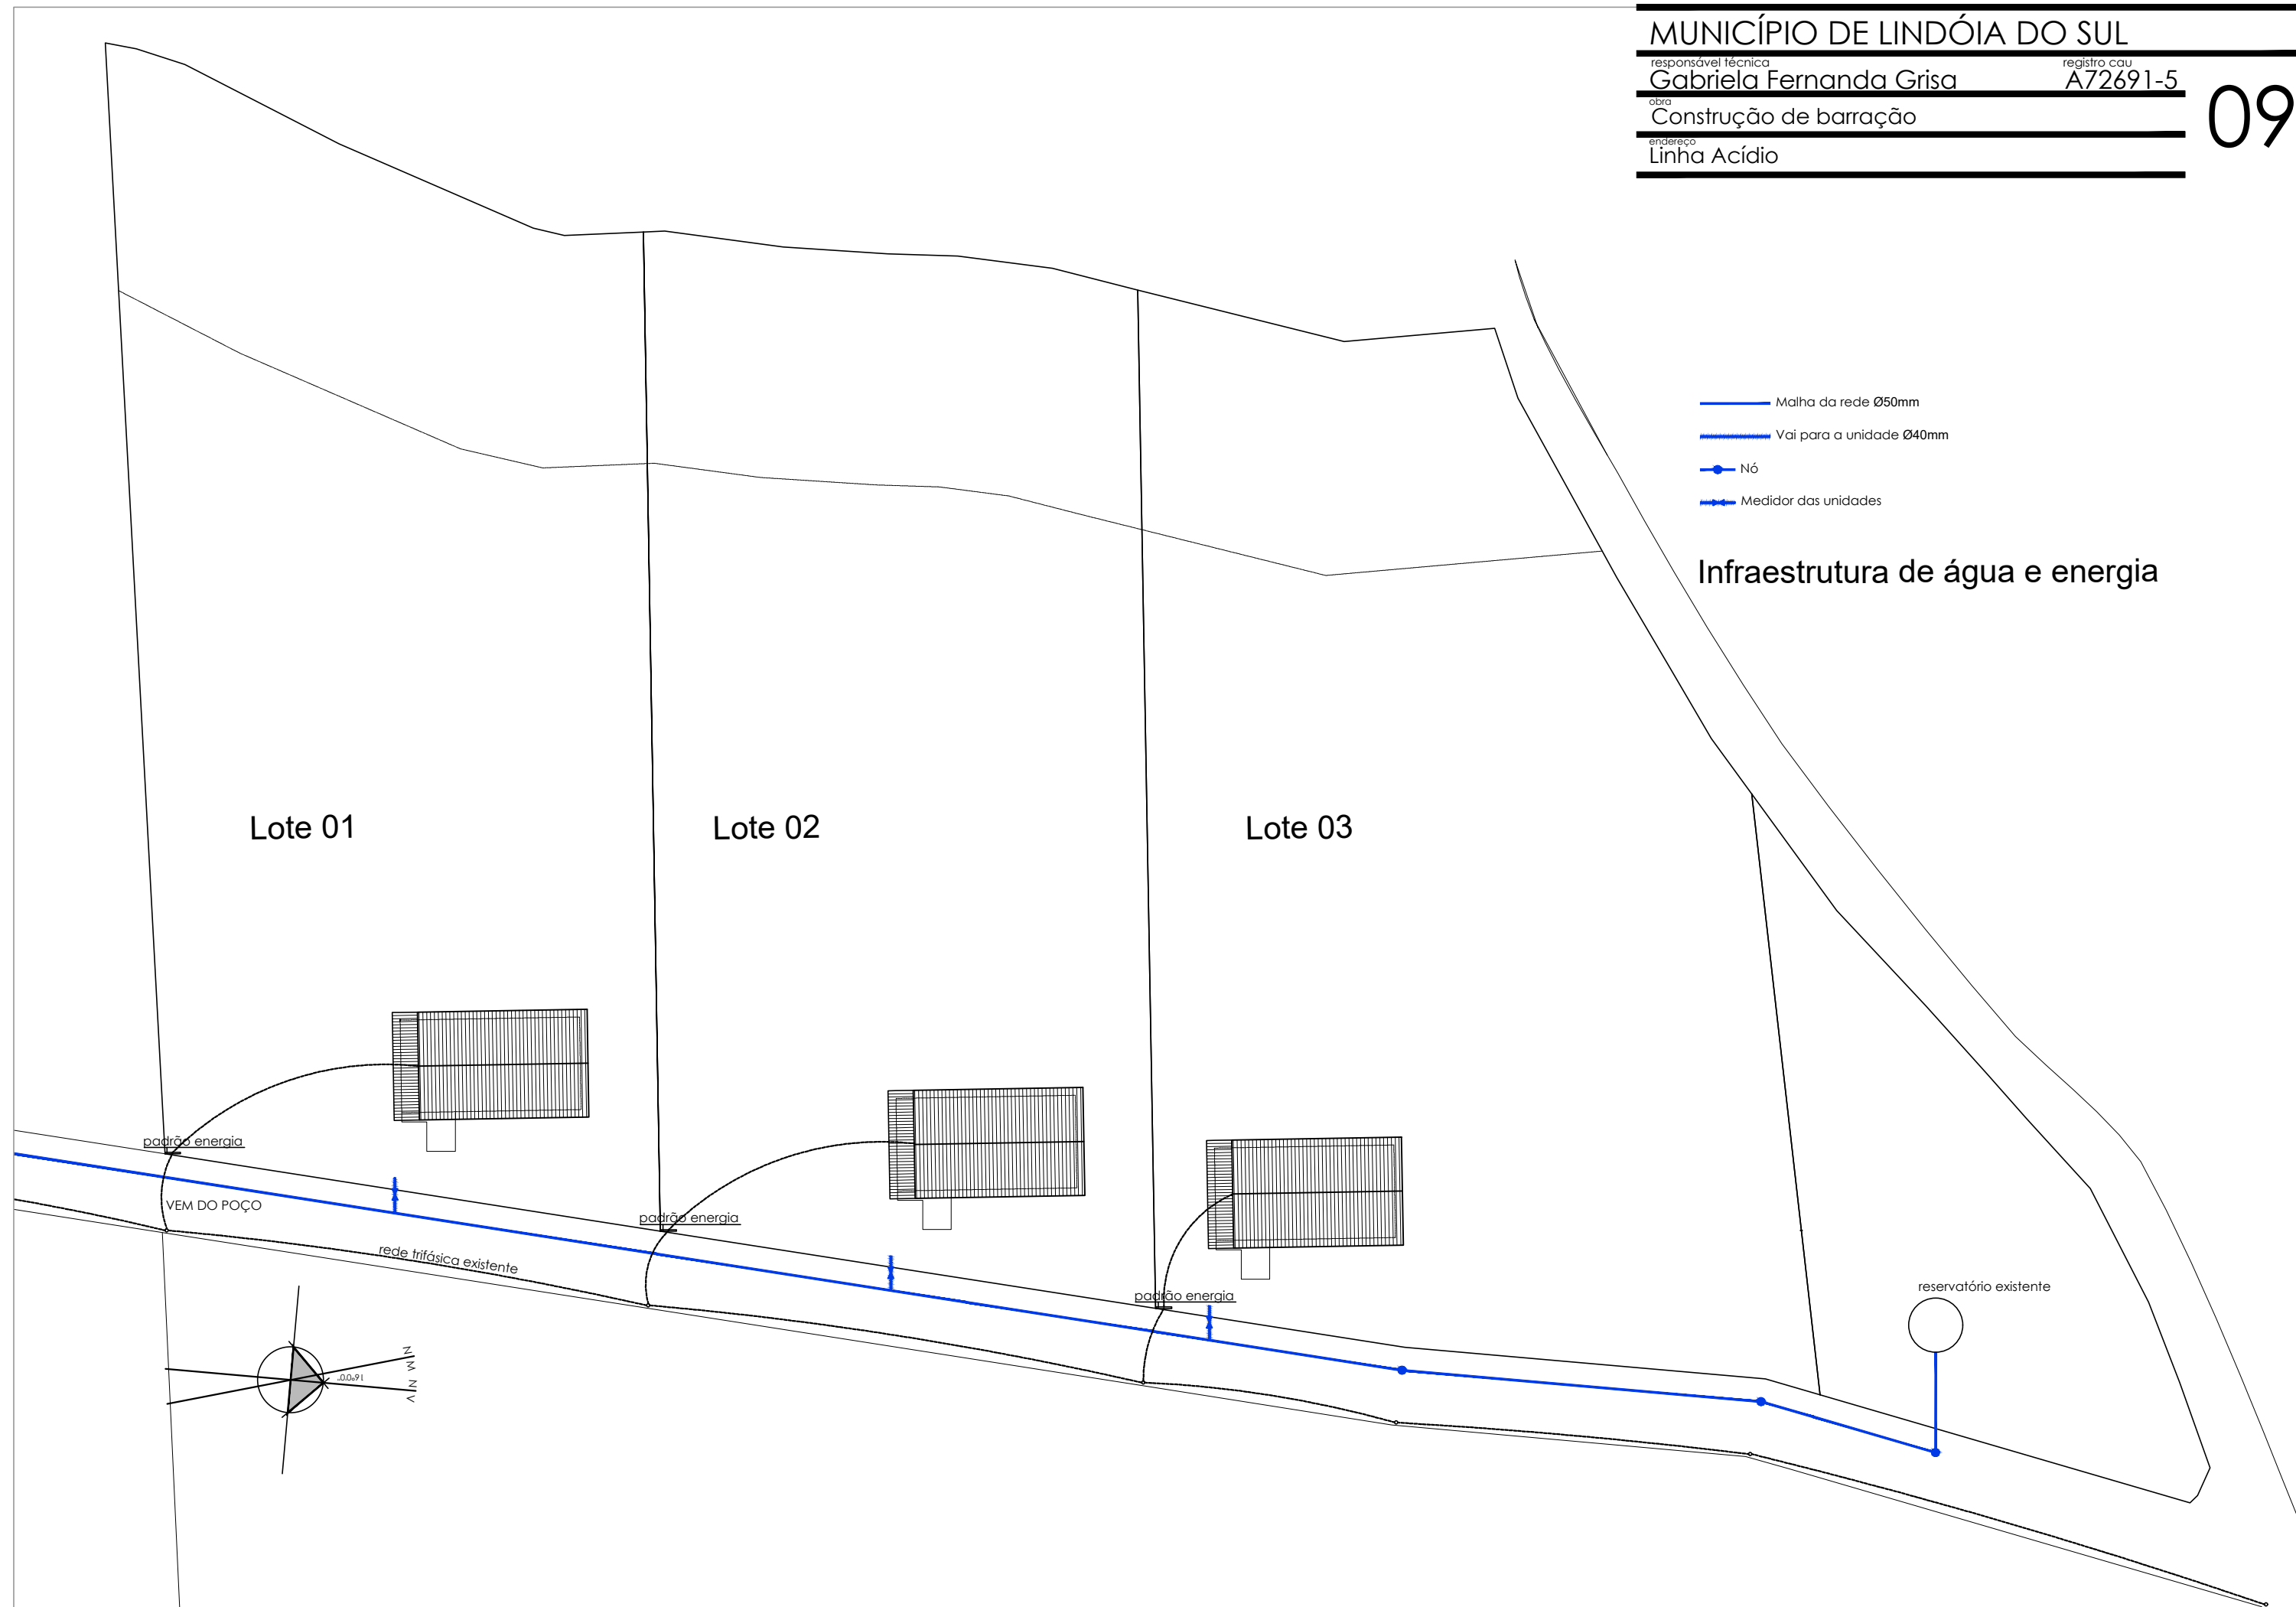 MUNICÍPIO DE LINDÓIA DO SUL
responsável técnica
registro cau
Gabriela Fernanda Grisa
A72691-5
09
obra
Construção de barração
endereço
Linha Acídio
Malha da rede Ø50mm
Vai para a unidade Ø40mm
Nó
Medidor das unidades
Infraestrutura de água e energia
Lote 01
Lote 02
Lote 03
padrão energia
VEM DO POÇO
padrão energia
rede trifásica existente
padrão energia
reservatório existente
N M
N V